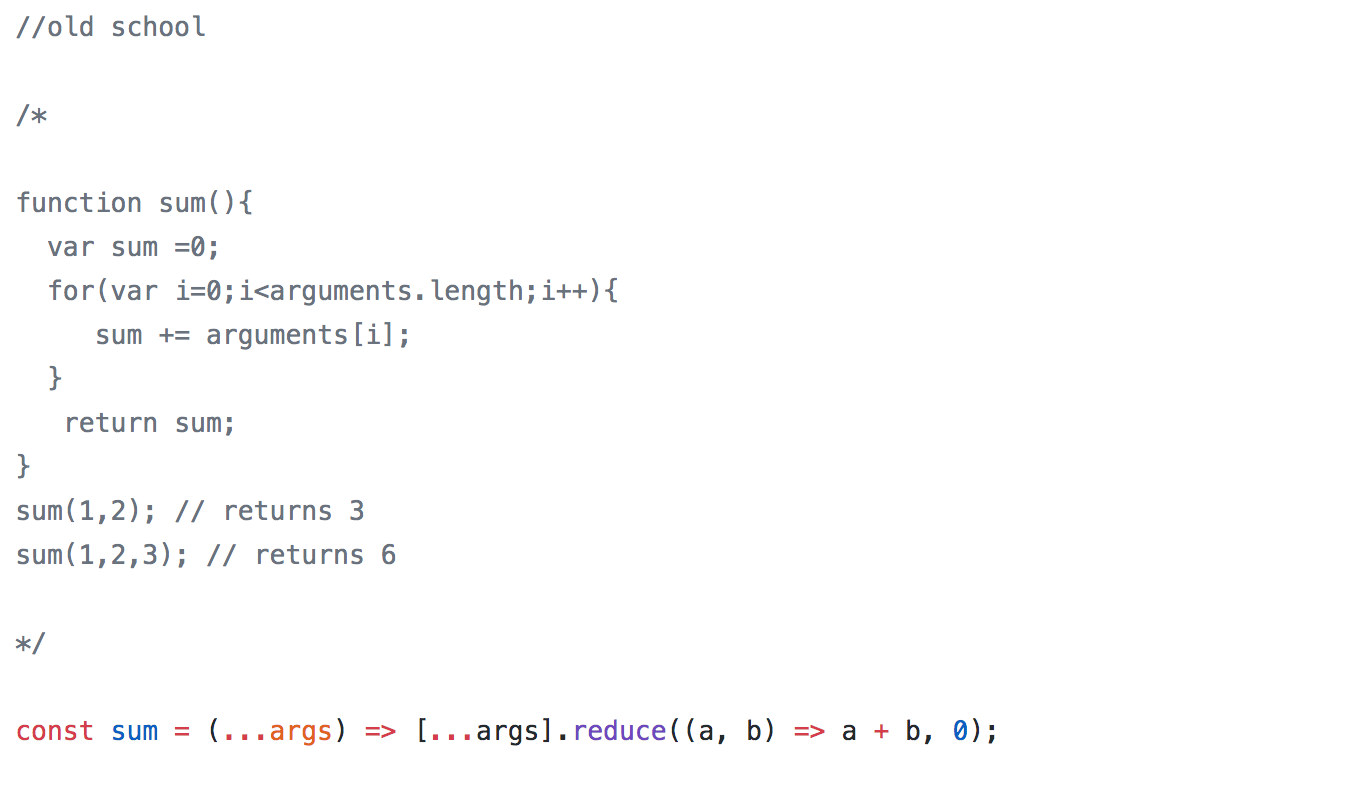 //old school
/*
function sum(){
  var sum =0;
  for(var i=0;i<arguments.length;i++){
     sum += arguments[i];
  }
   return sum;
}
sum(1,2); // returns 3
sum(1,2,3); // returns 6
*/
const sum = (...args) => [...args].reduce((a, b) => a + b, 0);